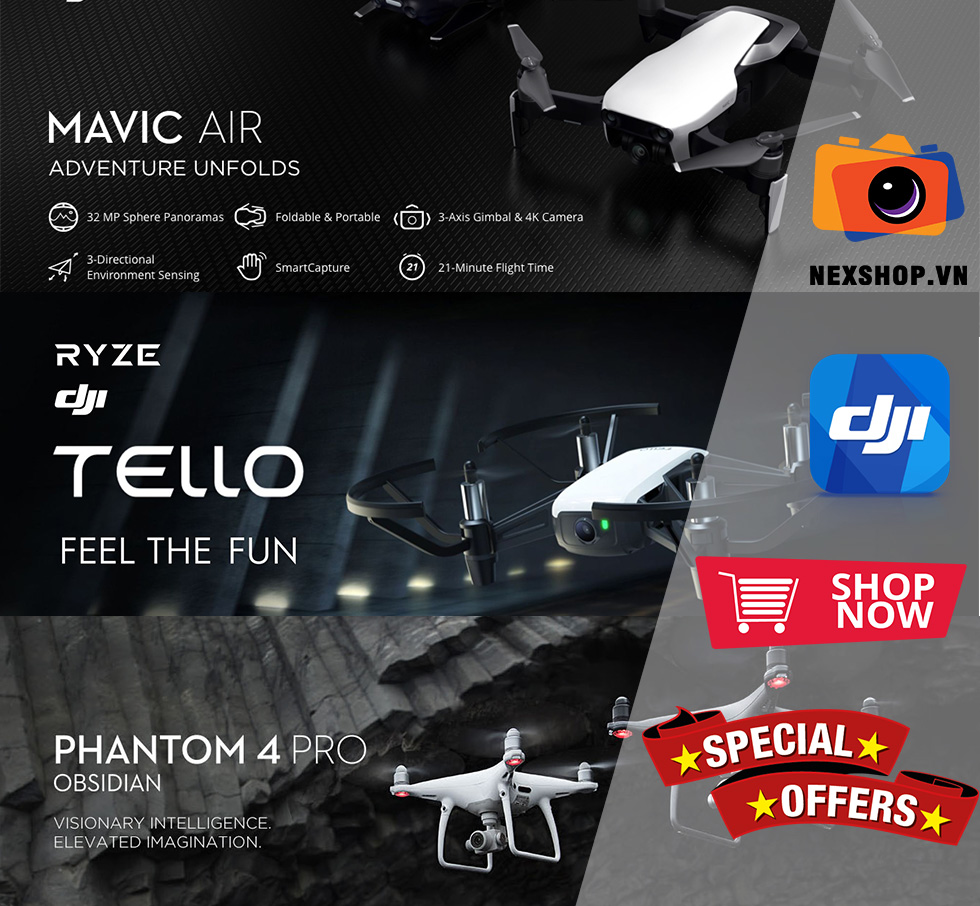 MAVIC AIR
ADVENTURE UNFOLDS
32 MP Sphere Panoramas
Foldable & Portable
3-Axis Gimbal & 4K Camera
3-Directional
Environment Sensing
SmartCapture
21
21-Minute Flight Time
NEXSHOP.VN
RYZE
dji
TELLO
FEEL THE FUN
dji
SHOP
NOW
PHANTOM 4 PRO
OBSIDIAN
VISIONARY INTELLIGENCE.
ELEVATED IMAGINATION.
SPECIAL
OFFERS